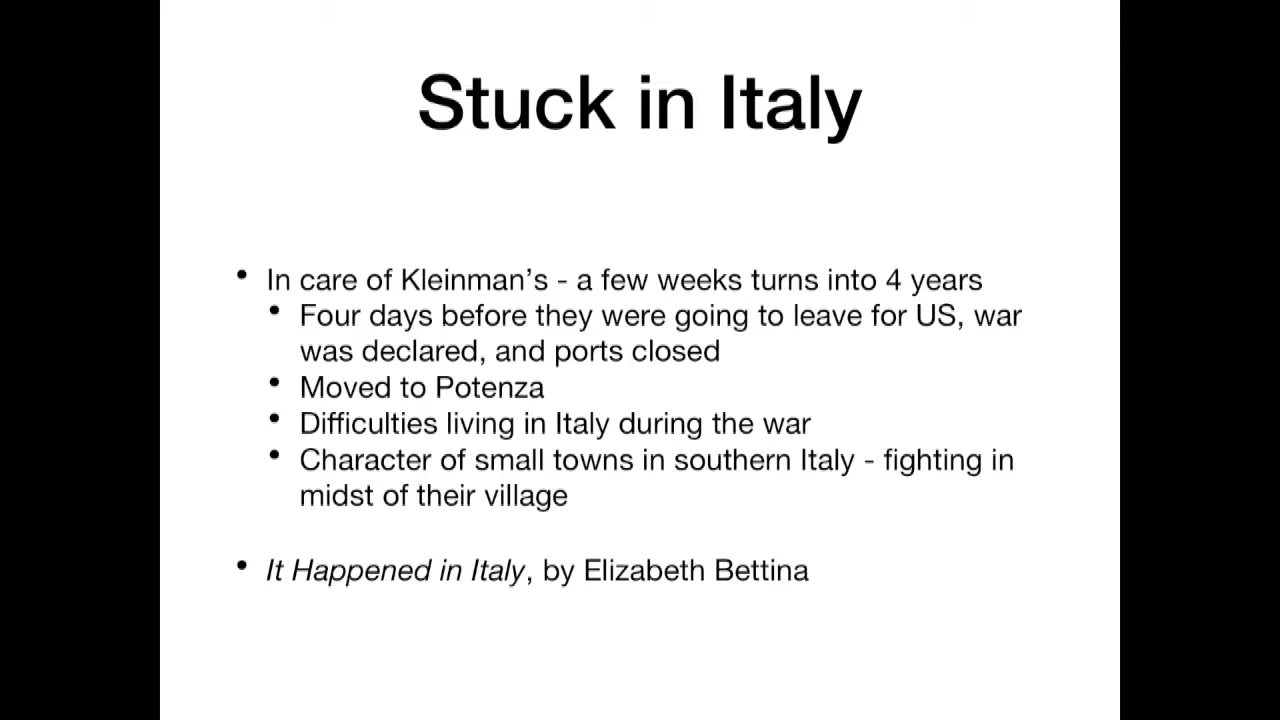 Stuck in Italy
• In care of Kleinman's - a few weeks turns into 4 years
• Four days before they were going to leave for US, war
was declared, and ports closed
• Moved to Potenza
• Difficulties living in Italy during the war
• Character of small towns in southern Italy - fighting in
midst of their village
• It Happened in Italy, by Elizabeth Bettina